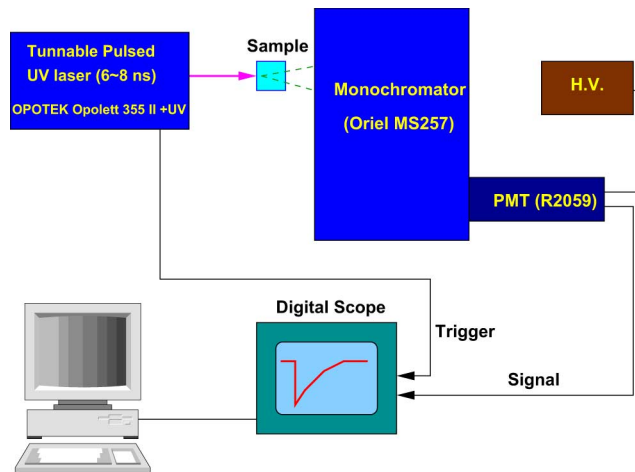 Tunnable Pulsed
UV laser (6~8 ns)
OPOTEK Opolett 355 II +UV
Sample
Monochromator
(Oriel MS257)
H.V.
PMT (R2059)
Digital Scope
Trigger
Signal